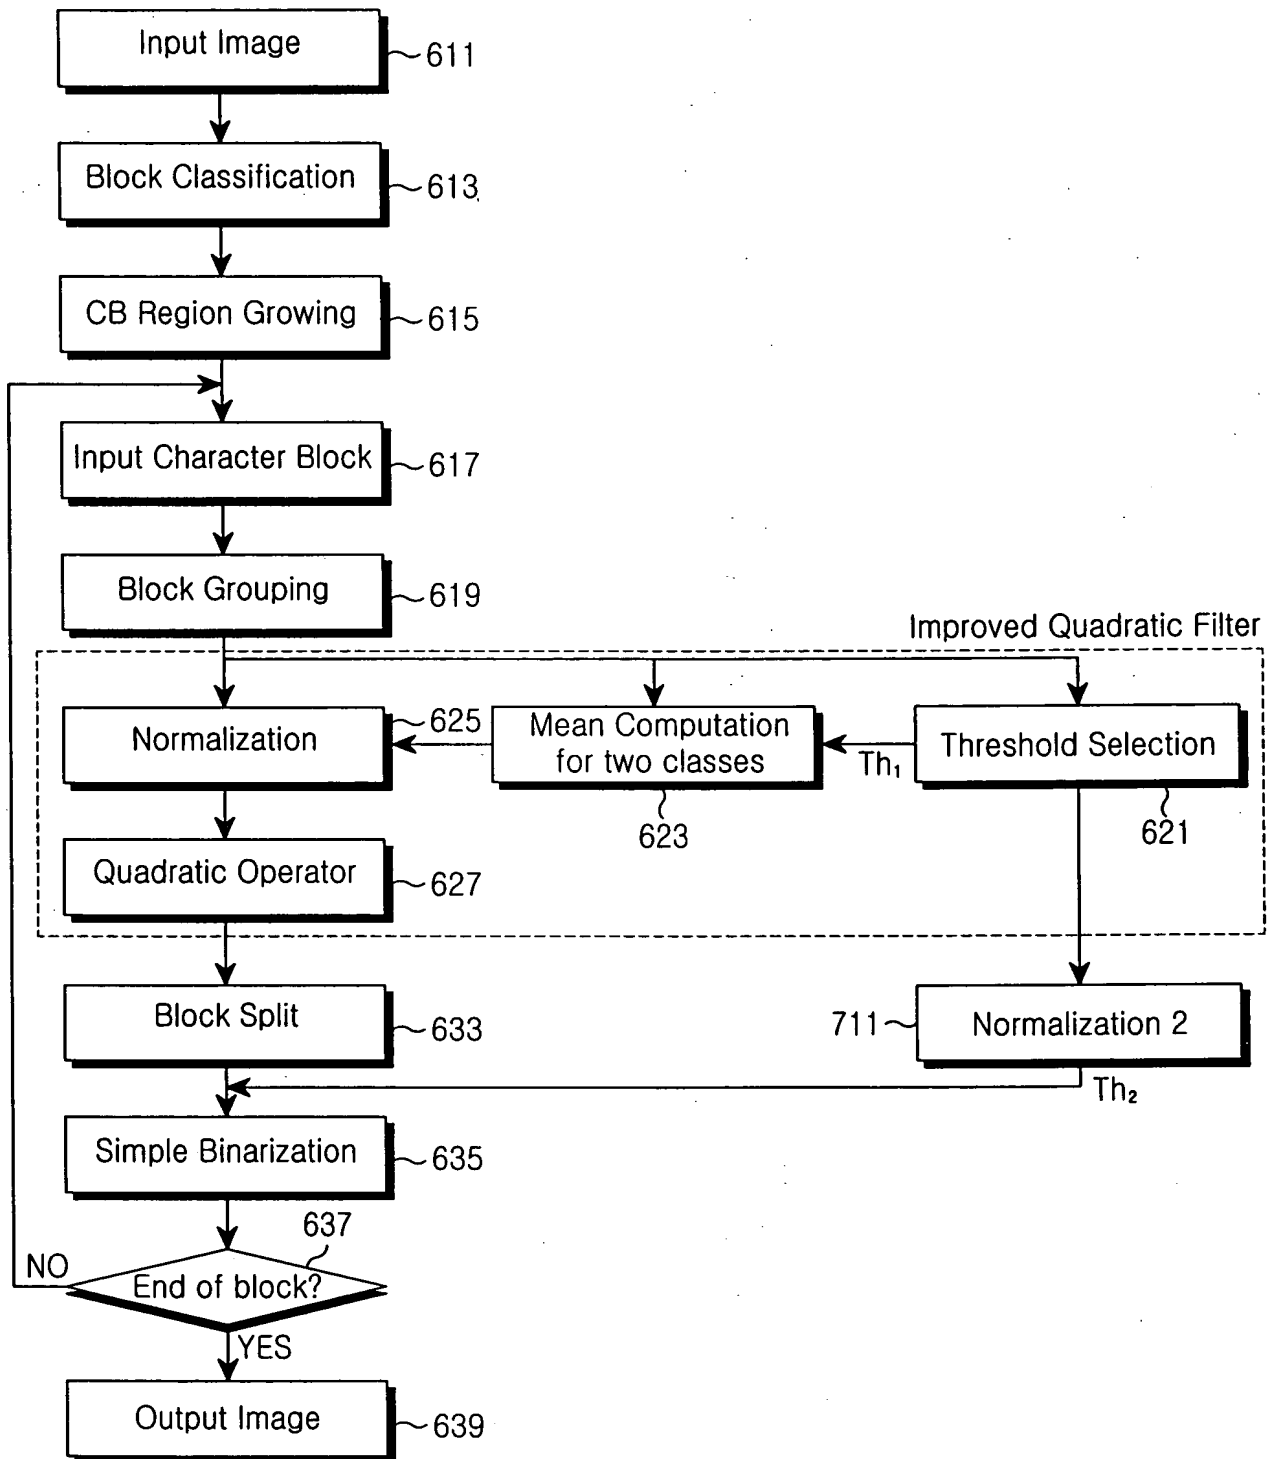 Input Image
611
Block Classification
613
CB Region Growing
615
Input Character Block
617
Block Grouping
619
Improved Quadratic Filter
Normalization
625
Mean Computation
for two classes
623
Th₁
Threshold Selection
621
Quadratic Operator
627
Block Split
633
711
Normalization 2
Th₂
Simple Binarization
635
637
NO
End of block?
YES
Output Image
639